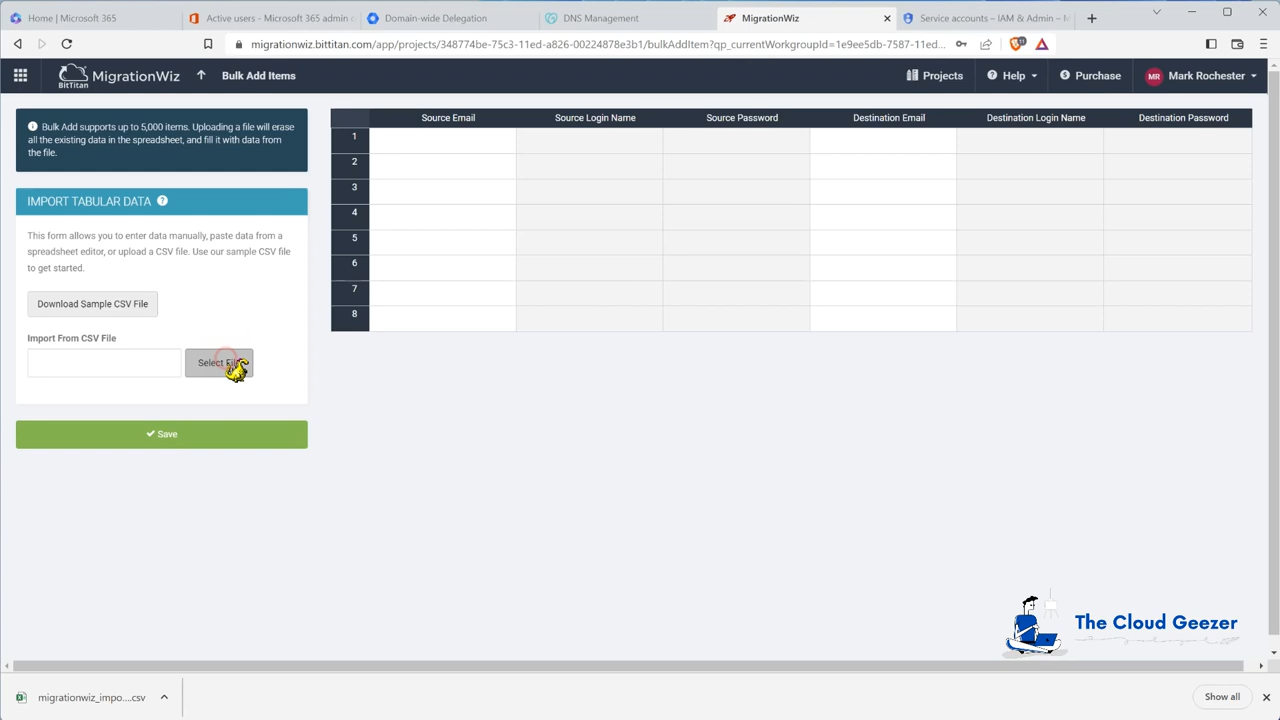 Home | Microsoft 365
Active users - Microsoft 365 admin c
Domain-wide Delegation
DNS Management
MigrationWiz
Service accounts – IAM & Admin – M
migrationwiz.bittitan.com/app/projects/348774be-75c3-11ed-a826-00224878e3b1/bulkAddItem?qp_currentWorkgroupId=1e9ee5db-7587-11ed...
BitTitan MigrationWiz
Bulk Add Items
Projects
Help
Purchase
MR Mark Rochester
Bulk Add supports up to 5,000 items. Uploading a file will erase
all the existing data in the spreadsheet, and fill it with data from
the file.
IMPORT TABULAR DATA ?
This form allows you to enter data manually, paste data from a
spreadsheet editor, or upload a CSV file. Use our sample CSV file
to get started.
Download Sample CSV File
Import From CSV File
Select
Save
Source Email Source Login Name Source Password Destination Email Destination Login Name Destination Password
1
2
3
4
5
6
7
8
The Cloud Geezer
migrationwiz_impo....csv
Show all